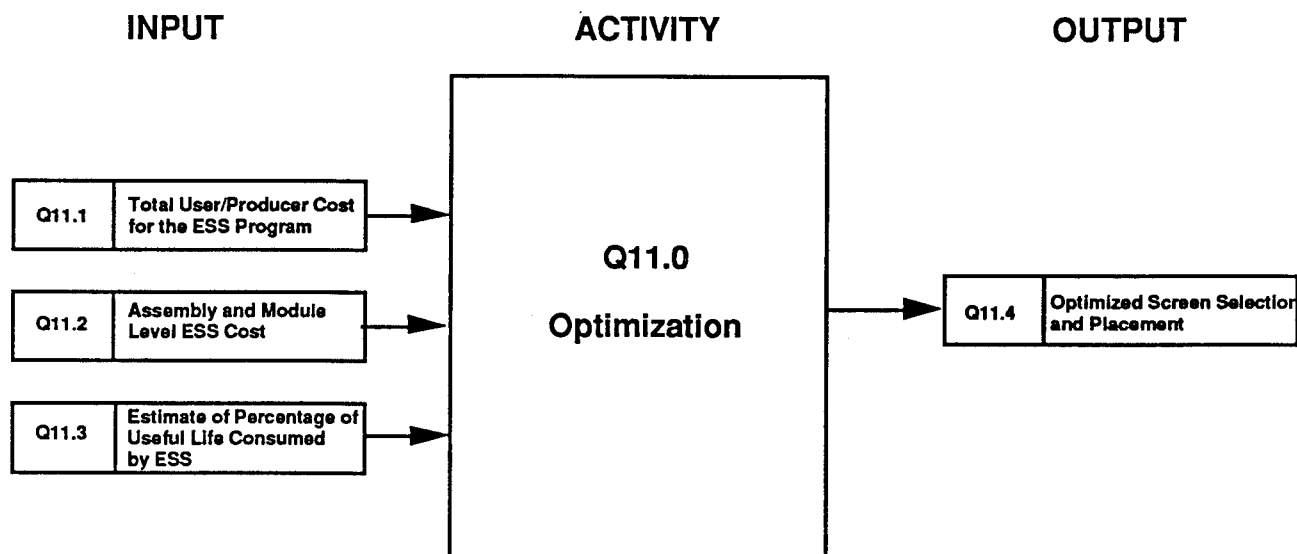 INPUT
ACTIVITY
OUTPUT
Q11.1
Total User/Producer Cost
for the ESS Program
Q11.2
Assembly and Module
Level ESS Cost
Q11.3
Estimate of Percentage of
Useful Life Consumed
by ESS
Q11.0
Optimization
Q11.4
Optimized Screen Selection
and Placement